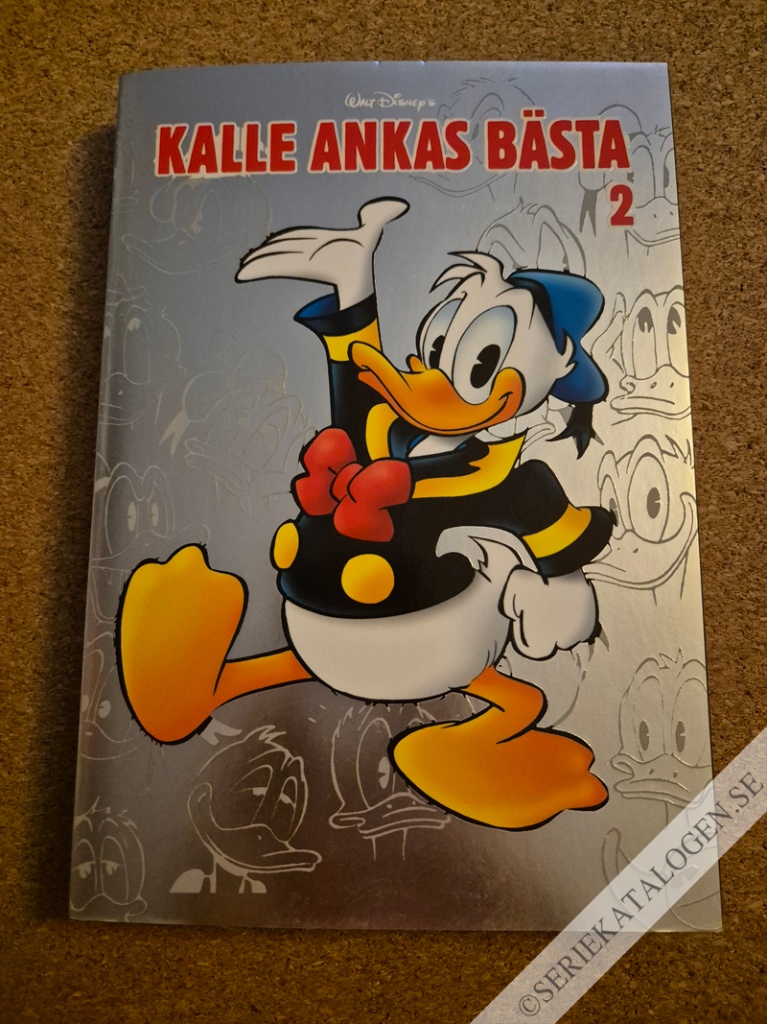 Walt Disney's
KALLE ANKAS BÄSTA
2
©SERIEKATALOGEN.SE